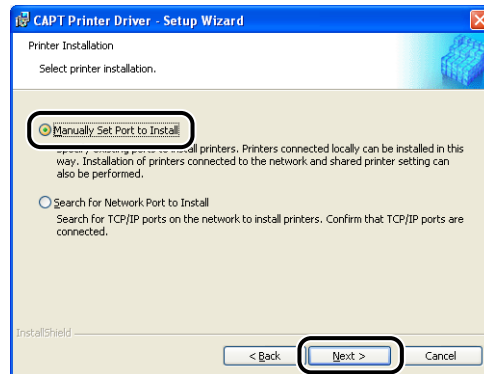 CAPT Printer Driver - Setup Wizard
Printer Installation
Select printer installation.
Manually Set Port to Install
to install printers. Printers connected locally can be installed in this
way. Installation of printers connected to the network and shared printer setting can
also be performed.
Search for Network Port to Install
Search for TCP/IP ports on the network to install printers. Confirm that TCP/IP ports are
connected.
InstallShield
< Back
Next >
Cancel